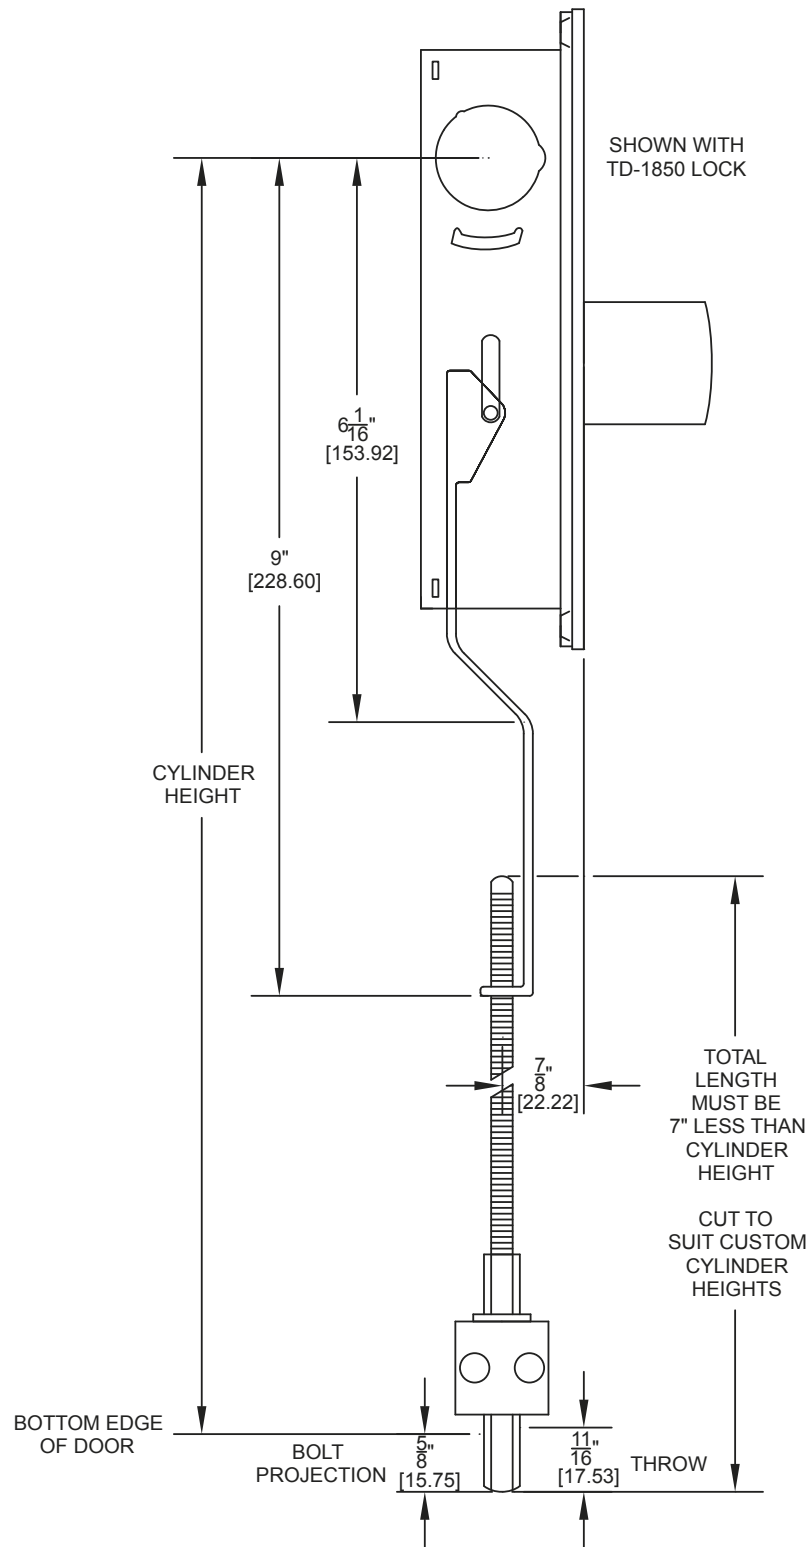 SHOWN WITH
TD-1850 LOCK
6 1/16"
[153.92]
9"
[228.60]
CYLINDER
HEIGHT
7/8"
[22.22]
TOTAL
LENGTH
MUST BE
7" LESS THAN
CYLINDER
HEIGHT
CUT TO
SUIT CUSTOM
CYLINDER
HEIGHTS
BOTTOM EDGE
OF DOOR
BOLT
PROJECTION
5/8"
[15.75]
11/16"
[17.53]
THROW